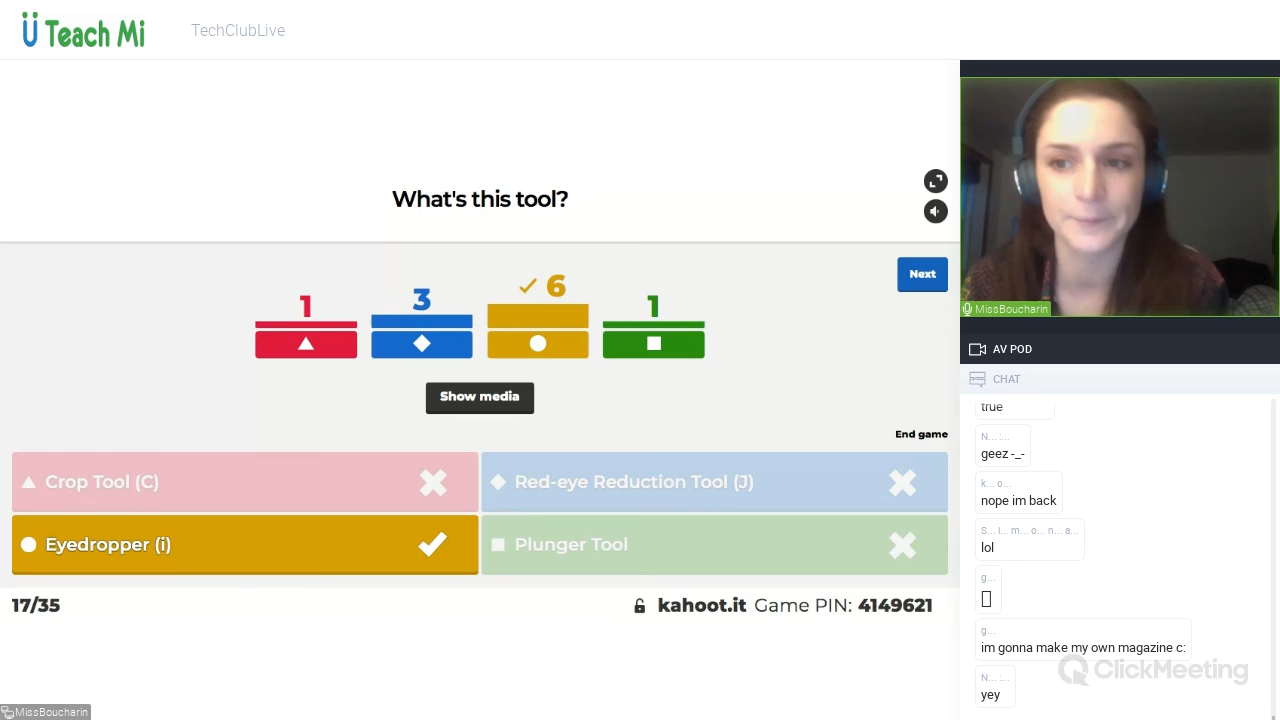 Ü Teach Mi
TechClubLive
What's this tool?
Next
1
3
6
1
Show media
End game
Crop Tool (C)
Red-eye Reduction Tool (J)
Eyedropper (i)
Plunger Tool
17/35
kahoot.it Game PIN: 4149621
MissBoucharin
MissBoucharin
AV POD
CHAT
true
N... :...
geez -_-
k... o...
nope im back
S... i... m... o... n... a...
lol
g...
g...
im gonna make my own magazine c:
ClickMeeting
N... :...
yey